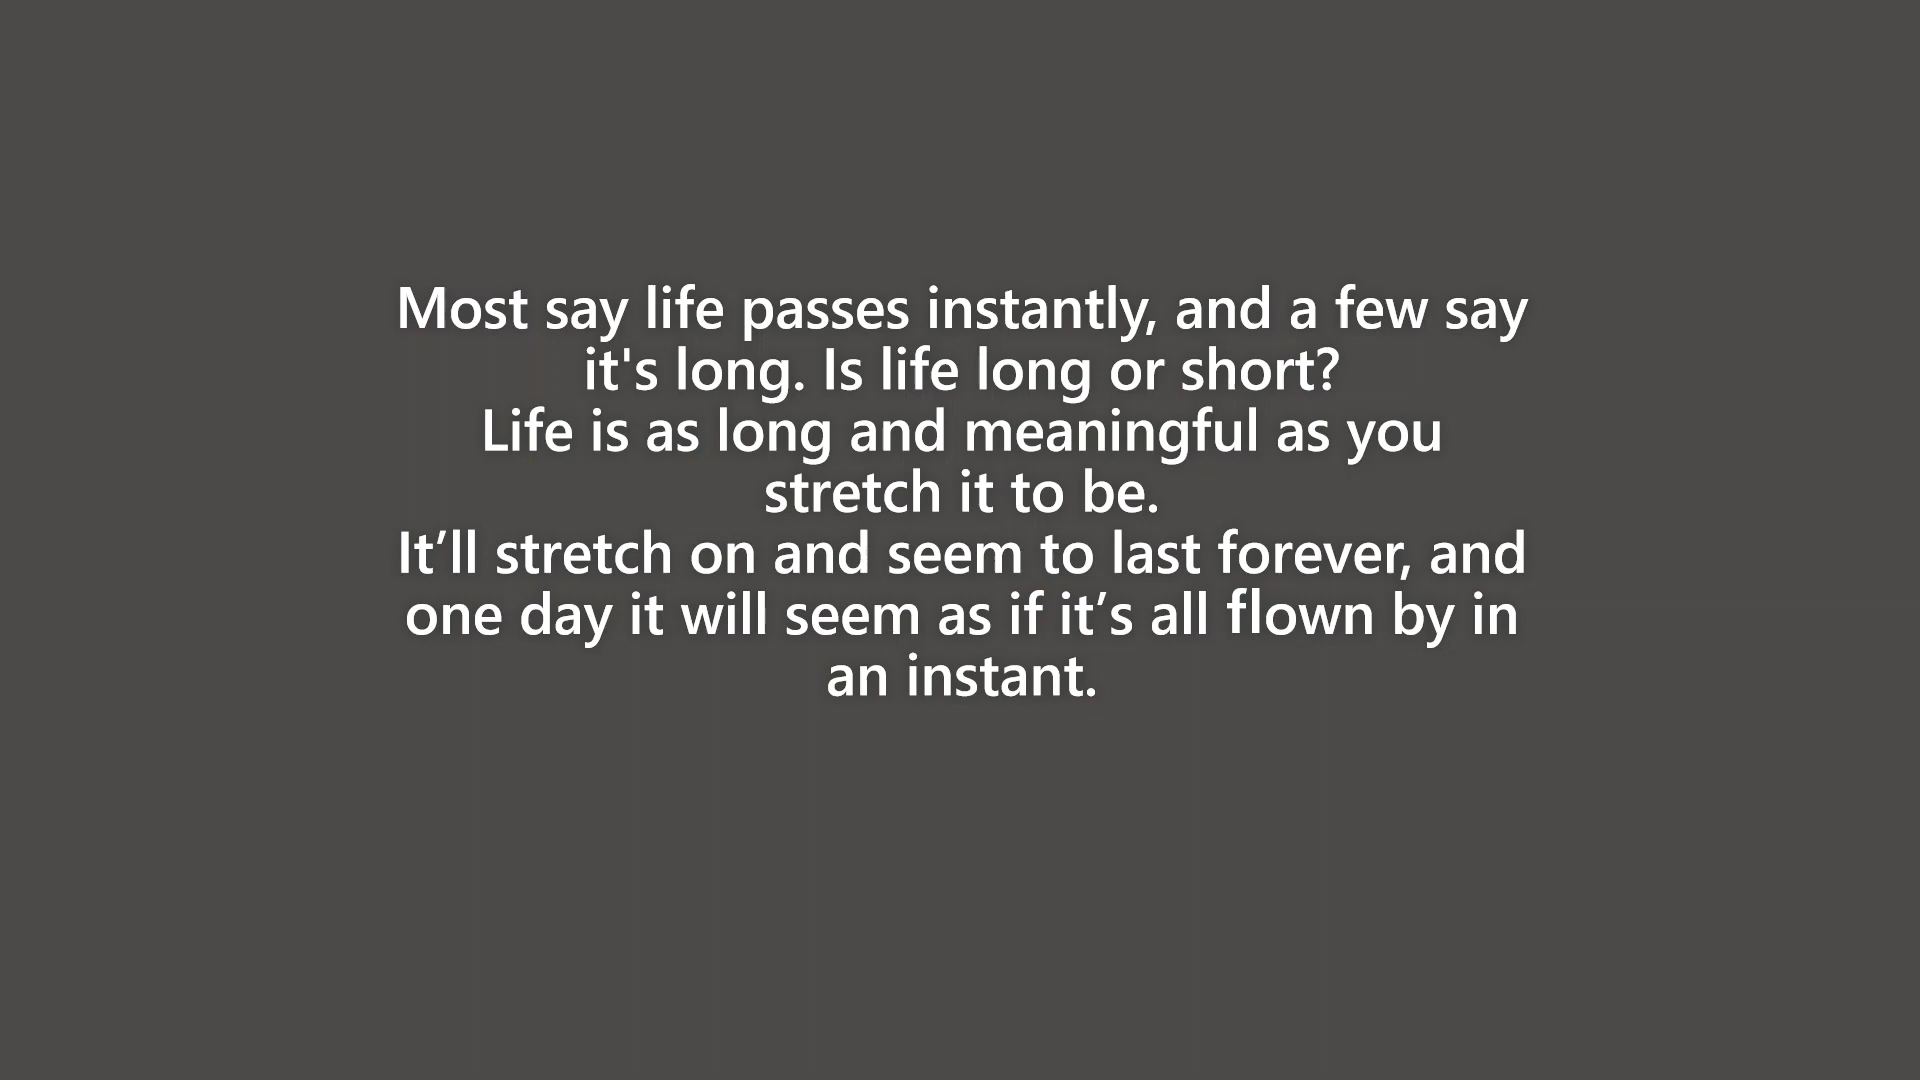 Most say life passes instantly, and a few say
it's long. Is life long or short?
Life is as long and meaningful as you
stretch it to be.
It’ll stretch on and seem to last forever, and
one day it will seem as if it’s all flown by in
an instant.